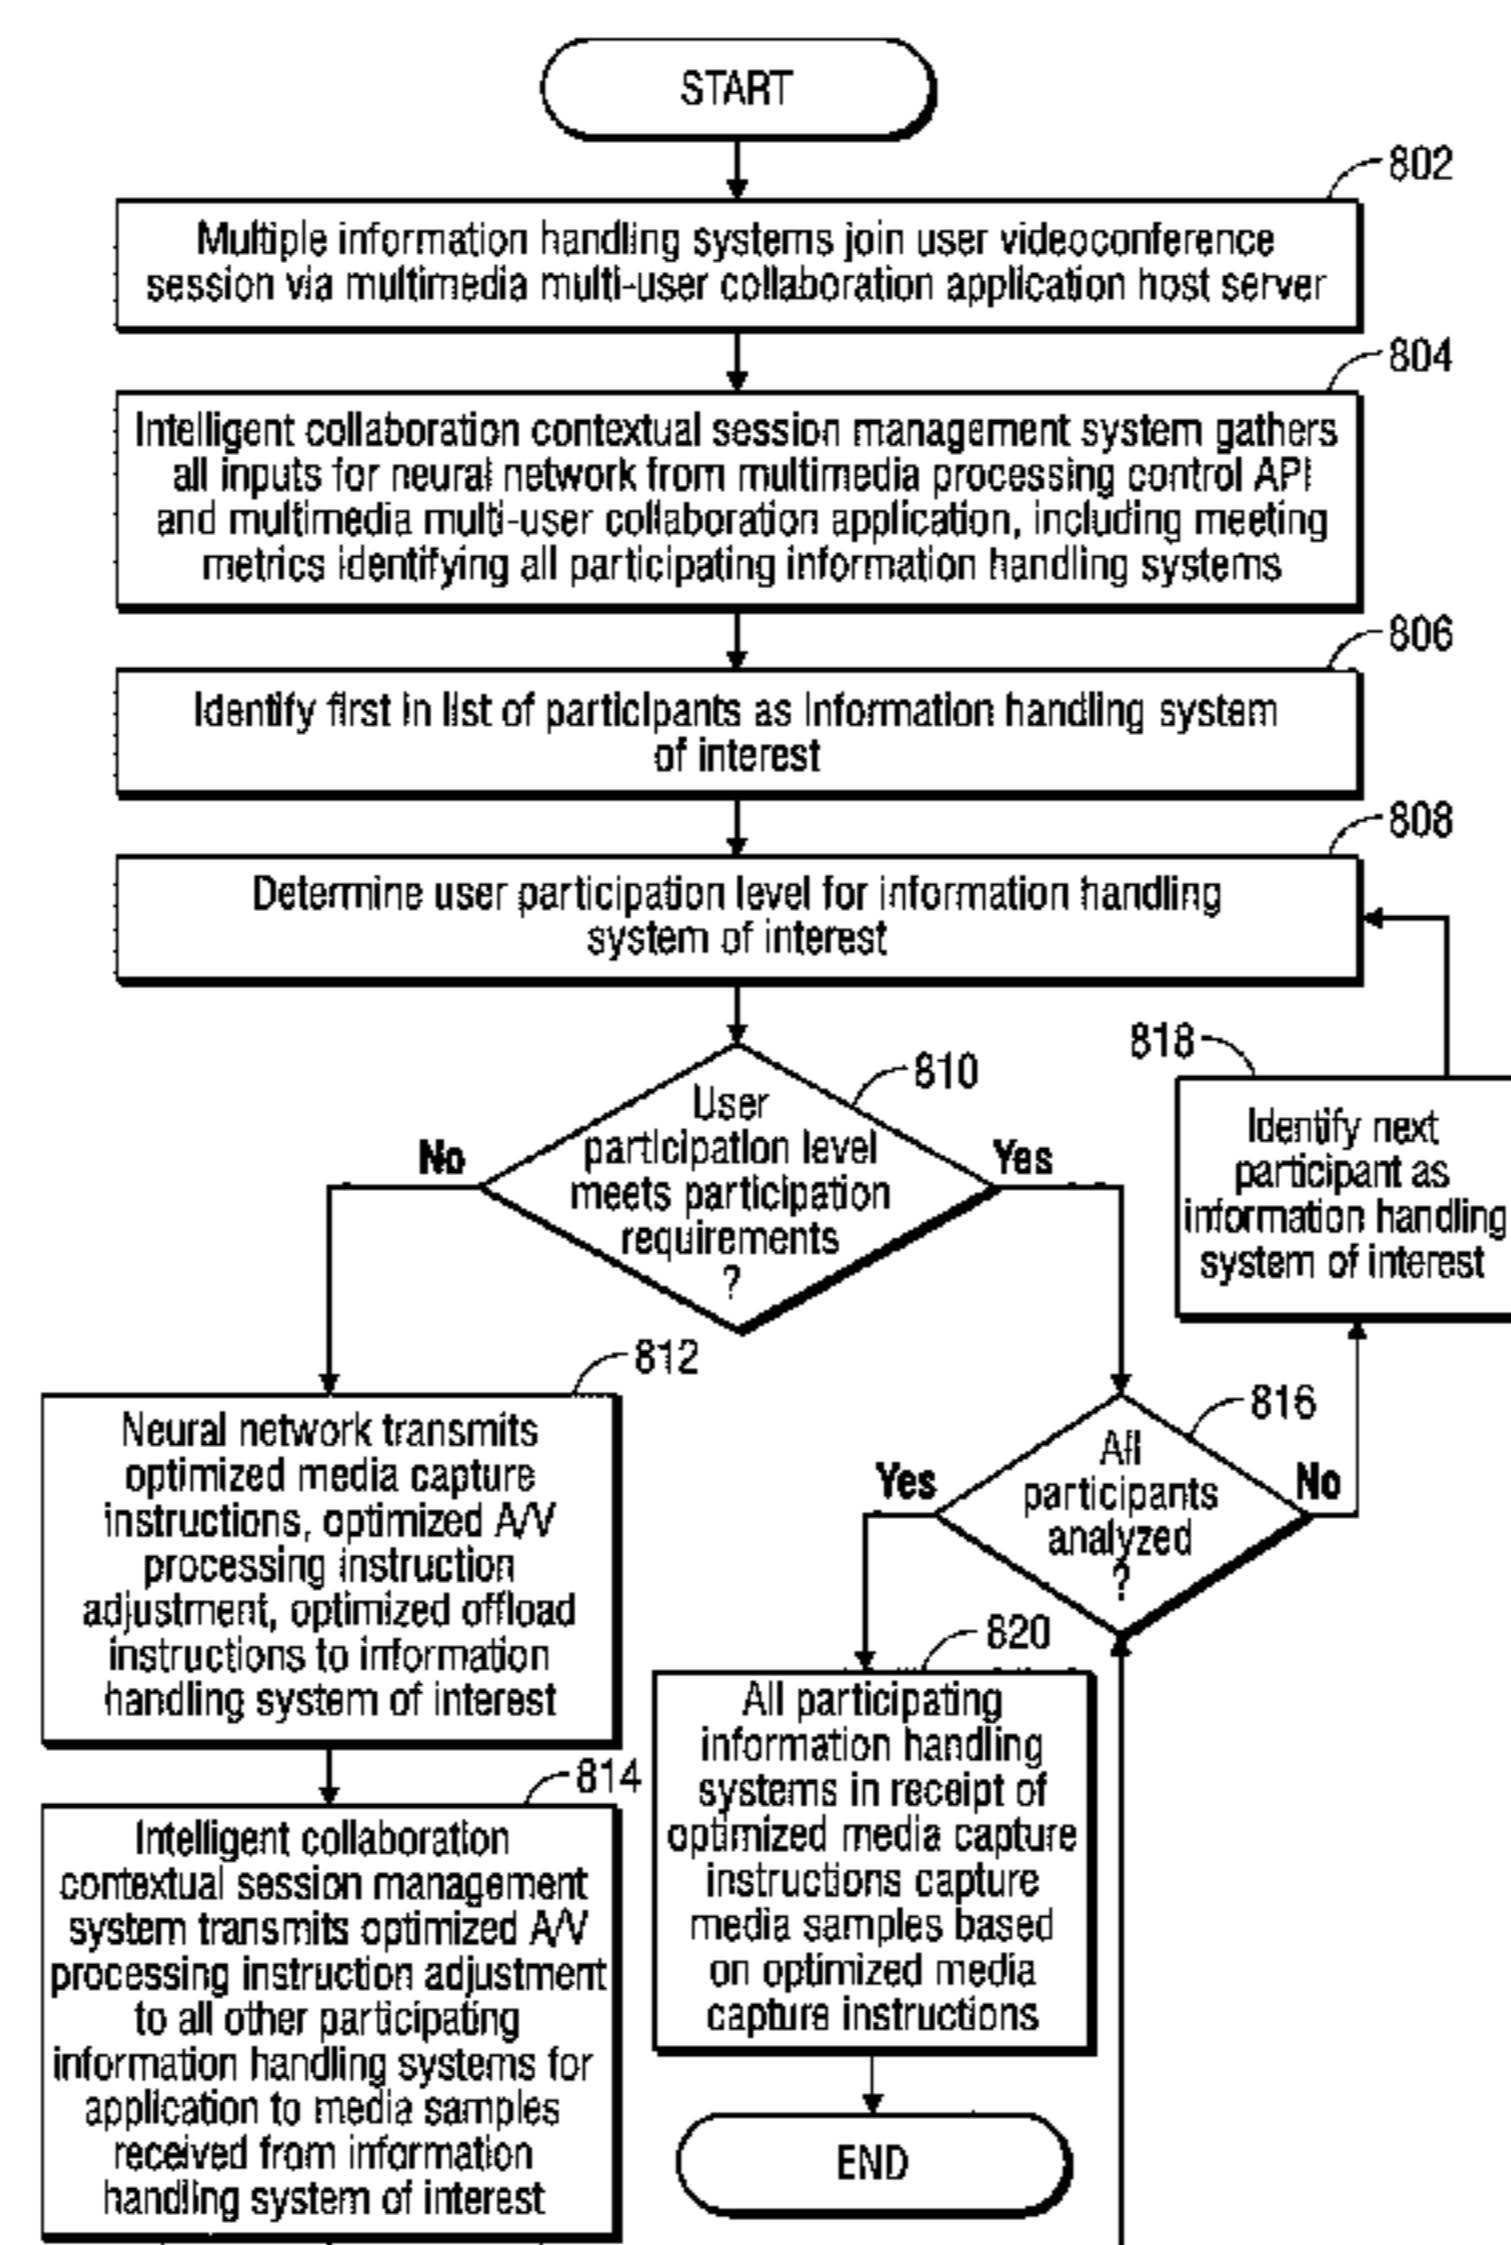 START
802
Multiple information handling systems join user videoconference
session via multimedia multi-user collaboration application host server
804
Intelligent collaboration contextual session management system gathers
all inputs for neural network from multimedia processing control API
and multimedia multi-user collaboration application, including meeting
metrics identifying all participating information handling systems
806
Identify first in list of participants as information handling system
of interest
808
Determine user participation level for information handling
system of interest
810
User
participation level
meets participation
requirements
?
No
Yes
818
Identify next
participant as
information handling
system of interest
812
Neural network transmits
optimized media capture
instructions, optimized A/V
processing instruction
adjustment, optimized offload
instructions to information
handling system of interest
816
All
participants
analyzed
?
Yes
No
814
Intelligent collaboration
contextual session management
system transmits optimized A/V
processing instruction adjustment
to all other participating
information handling systems for
application to media samples
received from information
handling system of interest
820
All participating
information handling
systems in receipt of
optimized media capture
instructions capture
media samples based
on optimized media
capture instructions
END